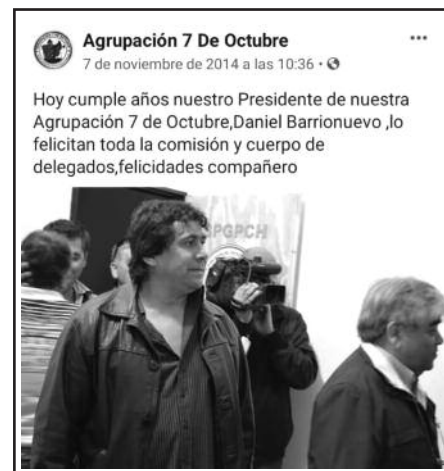 Agrupación 7 De Octubre
7 de noviembre de 2014 a las 10:36 •
Hoy cumple años nuestro Presidente de nuestra
Agrupación 7 de Octubre,Daniel Barrionuevo ,lo
felicitan toda la comisión y cuerpo de
delegados,felicidades compañero
PGPCH